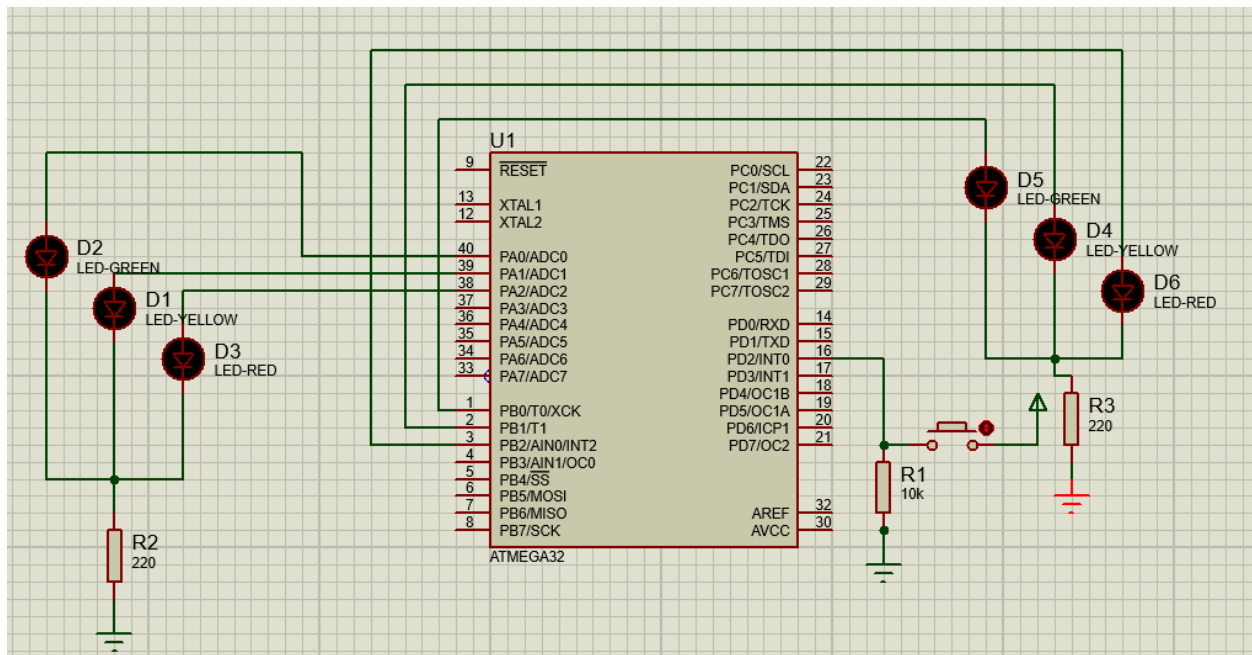 U1
9 RESET
13 XTAL1
12 XTAL2
40 PA0/ADC0
39 PA1/ADC1
38 PA2/ADC2
37 PA3/ADC3
36 PA4/ADC4
35 PA5/ADC5
34 PA6/ADC6
33 PA7/ADC7
1 PB0/T0/XCK
2 PB1/T1
3 PB2/AIN0/INT2
4 PB3/AIN1/OC0
5 PB4/SS
6 PB5/MOSI
7 PB6/MISO
8 PB7/SCK
PC0/SCL 22
PC1/SDA 23
PC2/TCK 24
PC3/TMS 25
PC4/TDO 26
PC5/TDI 27
PC6/TOSC1 28
PC7/TOSC2 29
PD0/RXD 14
PD1/TXD 15
PD2/INT0 16
PD3/INT1 17
PD4/OC1B 18
PD5/OC1A 19
PD6/ICP1 20
PD7/OC2 21
AREF 32
AVCC 30
ATMEGA32
D2
LED-GREEN
D1
LED-YELLOW
D3
LED-RED
R2
220
D5
LED-GREEN
D4
LED-YELLOW
D6
LED-RED
R3
220
R1
10k